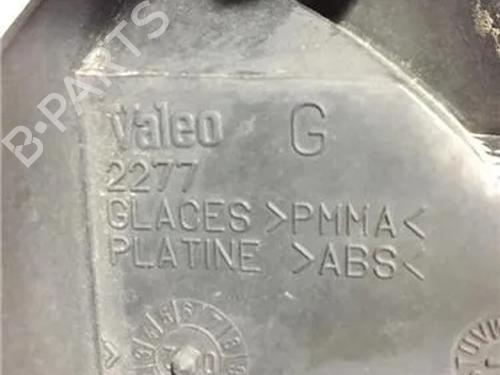 B-PARTS
Valeo G
2277
GLACES >PMMA<
PLATINE >ABS<